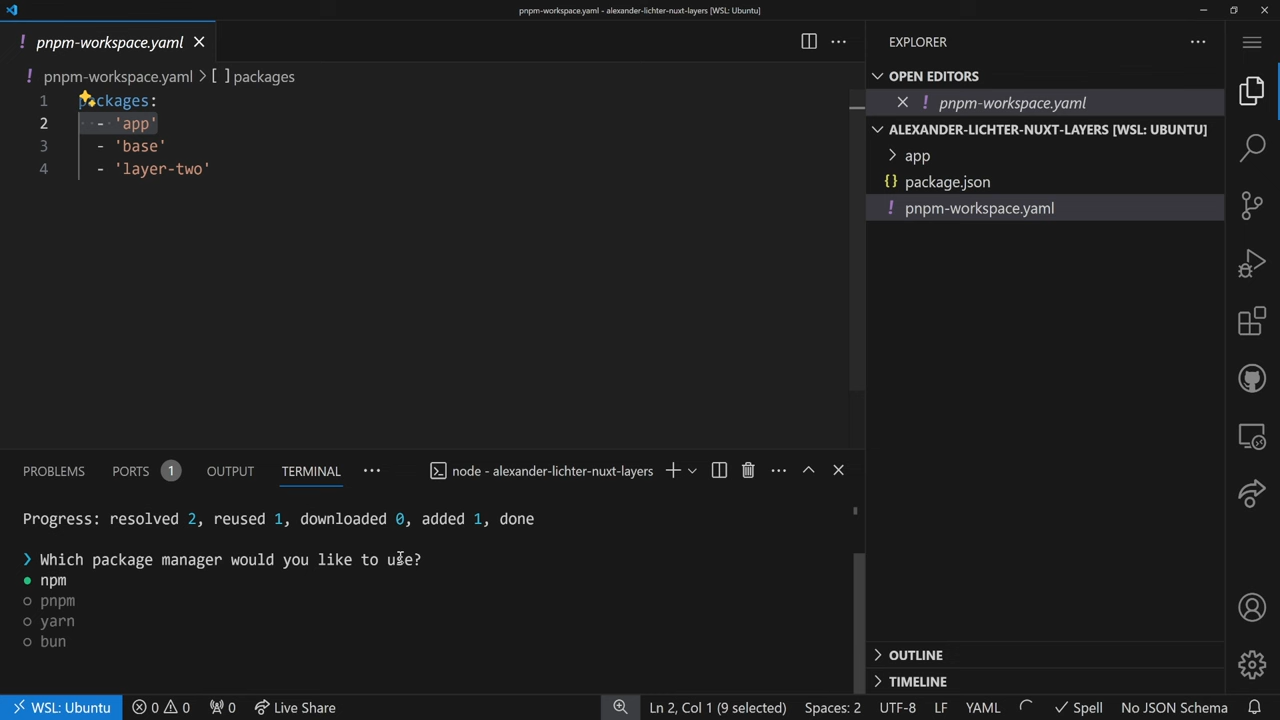 pnpm-workspace.yaml - alexander-lichter-nuxt-layers [WSL: Ubuntu]
! pnpm-workspace.yaml
! pnpm-workspace.yaml > [ ] packages
1 packages:
2 - 'app'
3 - 'base'
4 - 'layer-two'
EXPLORER
OPEN EDITORS
! pnpm-workspace.yaml
ALEXANDER-LICHTER-NUXT-LAYERS [WSL: UBUNTU]
app
{} package.json
! pnpm-workspace.yaml
OUTLINE
TIMELINE
PROBLEMS PORTS 1 OUTPUT TERMINAL ··· node - alexander-lichter-nuxt-layers
Progress: resolved 2, reused 1, downloaded 0, added 1, done
❯ Which package manager would you like to use?
● npm
○ pnpm
○ yarn
○ bun
WSL: Ubuntu 0 0 0 Live Share Ln 2, Col 1 (9 selected) Spaces: 2 UTF-8 LF YAML Spell No JSON Schema